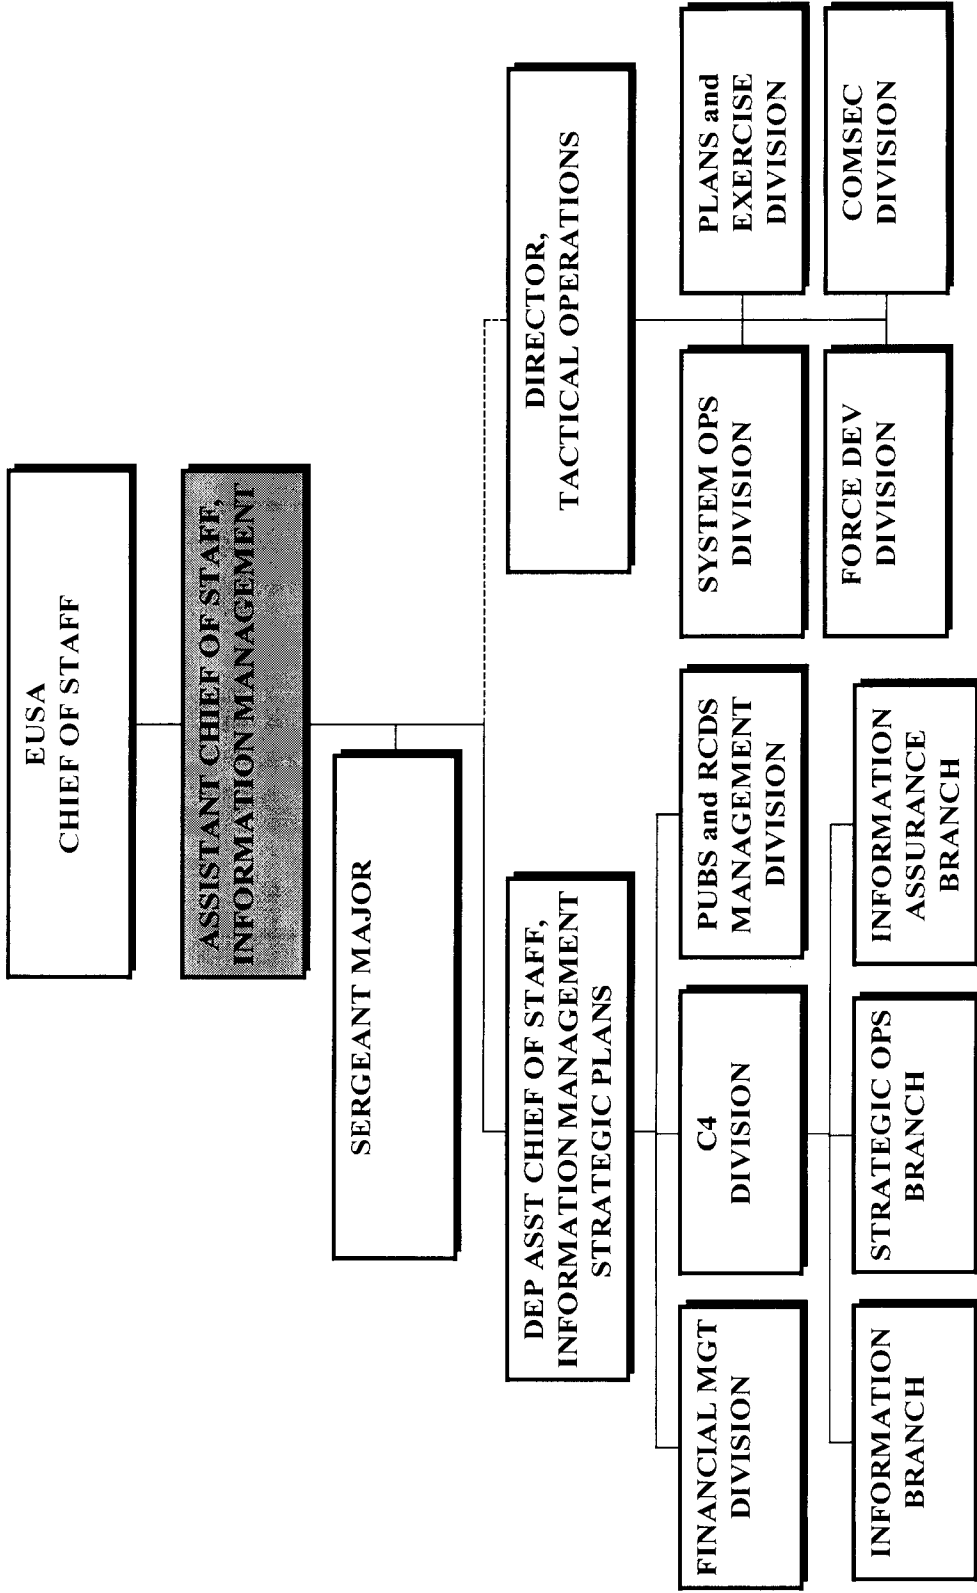 EUSA
CHIEF OF STAFF
ASSISTANT CHIEF OF STAFF,
INFORMATION MANAGEMENT
SERGEANT MAJOR
DEP ASST CHIEF OF STAFF,
INFORMATION MANAGEMENT
STRATEGIC PLANS
DIRECTOR,
TACTICAL OPERATIONS
FINANCIAL MGT
DIVISION
C4
DIVISION
PUBS and RCDS
MANAGEMENT
DIVISION
SYSTEM OPS
DIVISION
PLANS and
EXERCISE
DIVISION
INFORMATION
BRANCH
STRATEGIC OPS
BRANCH
INFORMATION
ASSURANCE
BRANCH
FORCE DEV
DIVISION
COMSEC
DIVISION